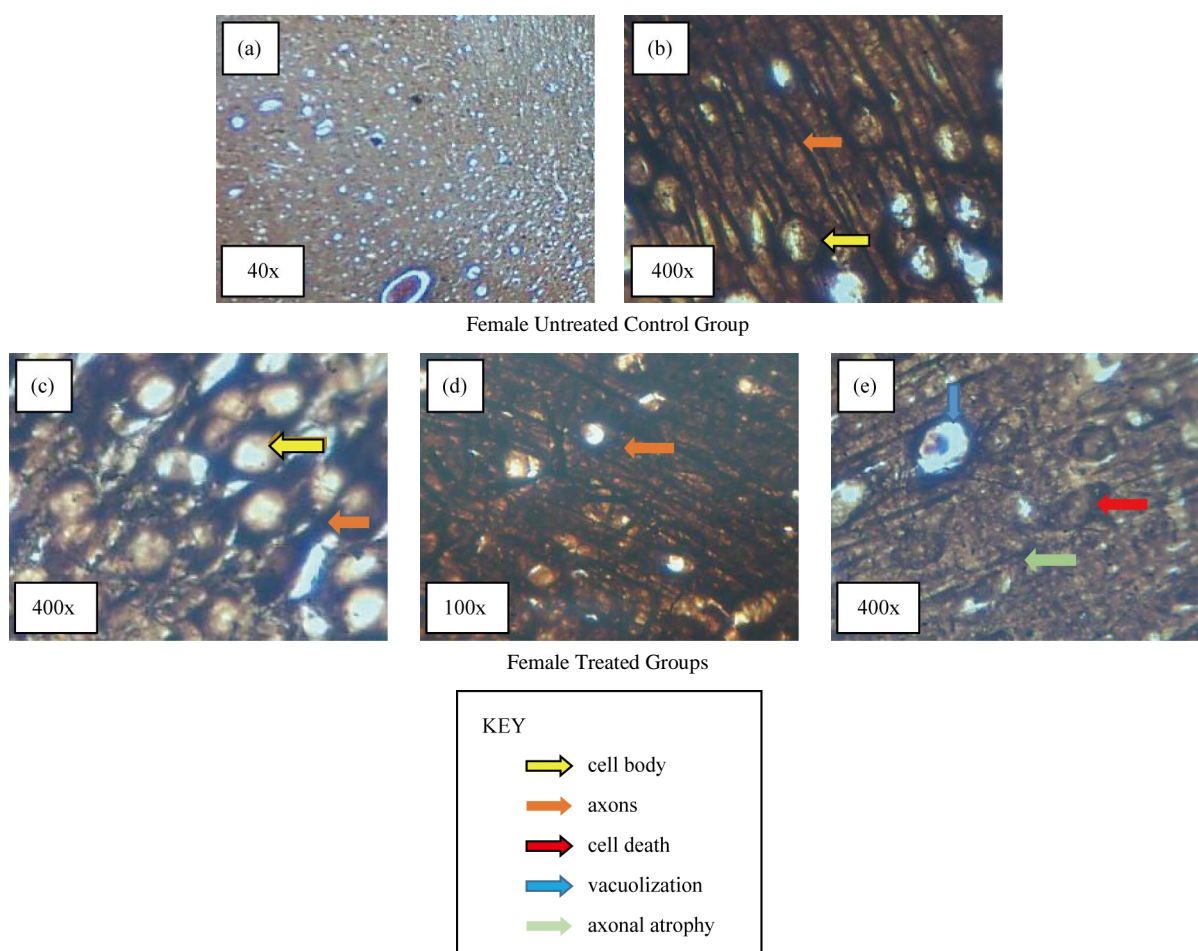 (a)
(b)
40x
400x
Female Untreated Control Group
(c)
(d)
(e)
400x
100x
400x
Female Treated Groups
KEY
cell body
axons
cell death
vacuolization
axonal atrophy